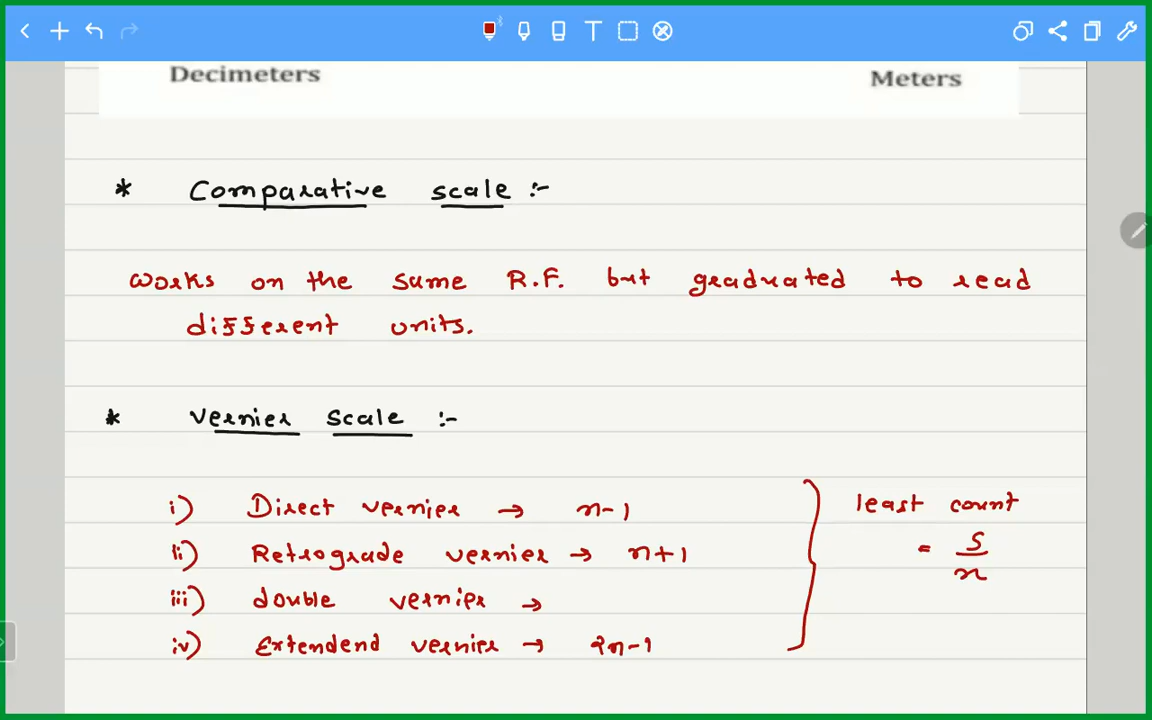 Decimeters Meters
* Comparative scale :-
works on the same R.F. but graduated to read
different units.
* Vernier scale :-
i) Direct vernier → n-1
ii) Retrograde vernier → n+1
iii) double vernier →
iv) Extendend vernier → 2n-1
least count
= s/n